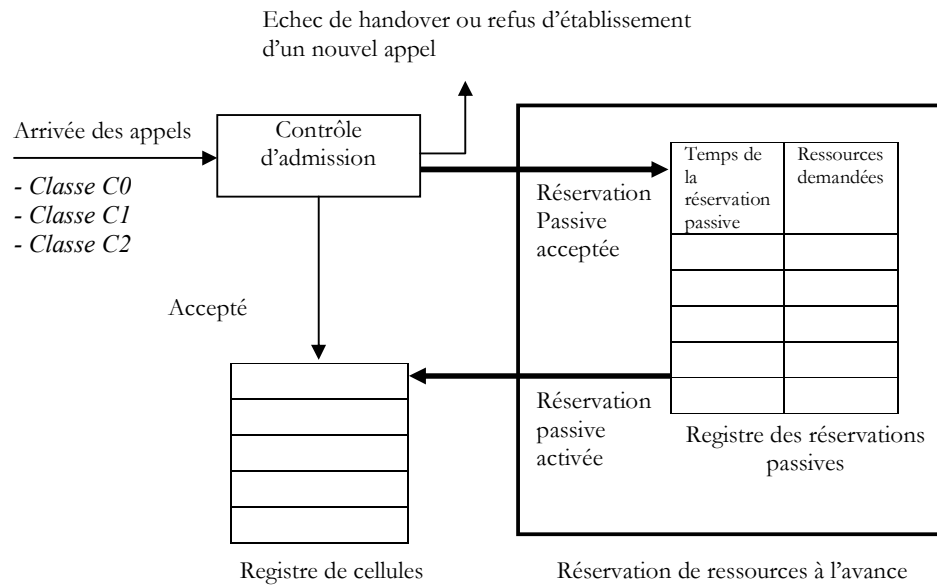 Echec de handover ou refus d'établissement
d'un nouvel appel
Arrivée des appels
- Classe C0
- Classe C1
- Classe C2
Contrôle
d'admission
Temps de
la
réservation
passive
Ressources
demandées
Réservation
Passive
acceptée
Accepté
Réservation
passive
activée
Registre des réservations
passives
Registre de cellules
Réservation de ressources à l'avance